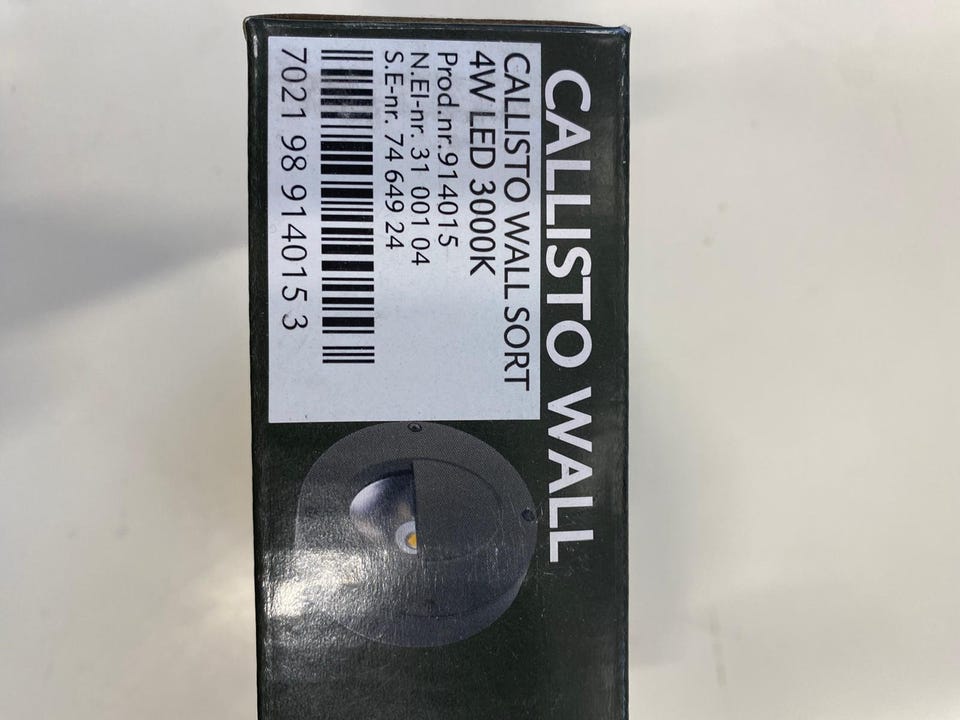 CALLISTO WALL
CALLISTO WALL SORT
4W LED 3000K
Prod.nr.914015
N.El-nr. 31 001 04
S.E-nr. 74 649 24
7021 98 914015 3